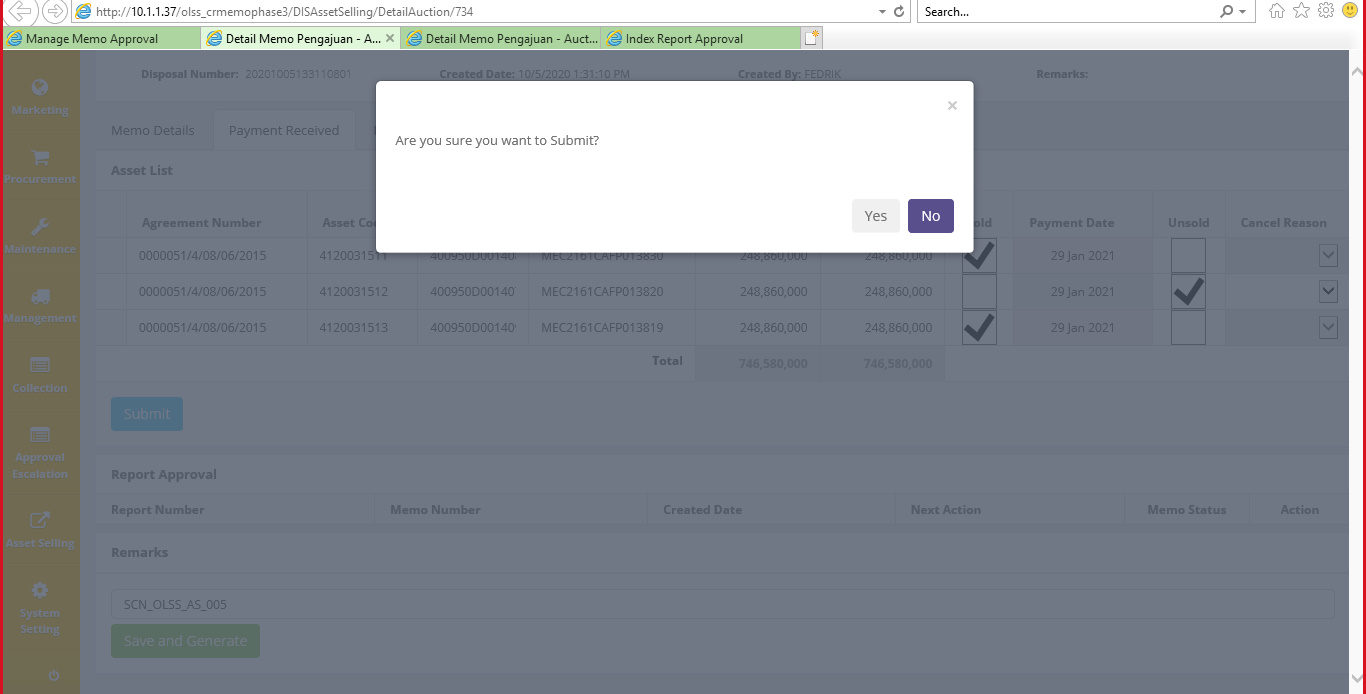 http://10.1.1.37/olss_crmemophase3/DISAssetSelling/DetailAuction/734 Search...
Manage Memo Approval Detail Memo Pengajuan - A... Detail Memo Pengajuan - Auct... Index Report Approval
Disposal Number: 20201005133110801 Created Date: 10/5/2020 1:31:10 PM Created By: FEDRIK Remarks:
×
Are you sure you want to Submit?
Yes No
Marketing
Procurement
Maintenance
Management
Collection
Approval
Escalation
Asset Selling
System
Setting
Memo Details Payment Received
Asset List
Agreement Number Asset Co old Payment Date Unsold Cancel Reason
0000051/4/08/06/2015 4120031511 400950D00140 MEC2161CAFP013830 248,860,000 248,860,000 29 Jan 2021
0000051/4/08/06/2015 4120031512 400950D00140 MEC2161CAFP013820 248,860,000 248,860,000 29 Jan 2021
0000051/4/08/06/2015 4120031513 400950D00140 MEC2161CAFP013819 248,860,000 248,860,000 29 Jan 2021
Total 746,580,000 746,580,000
Submit
Report Approval
Report Number Memo Number Created Date Next Action Memo Status Action
Remarks
SCN_OLSS_AS_005
Save and Generate